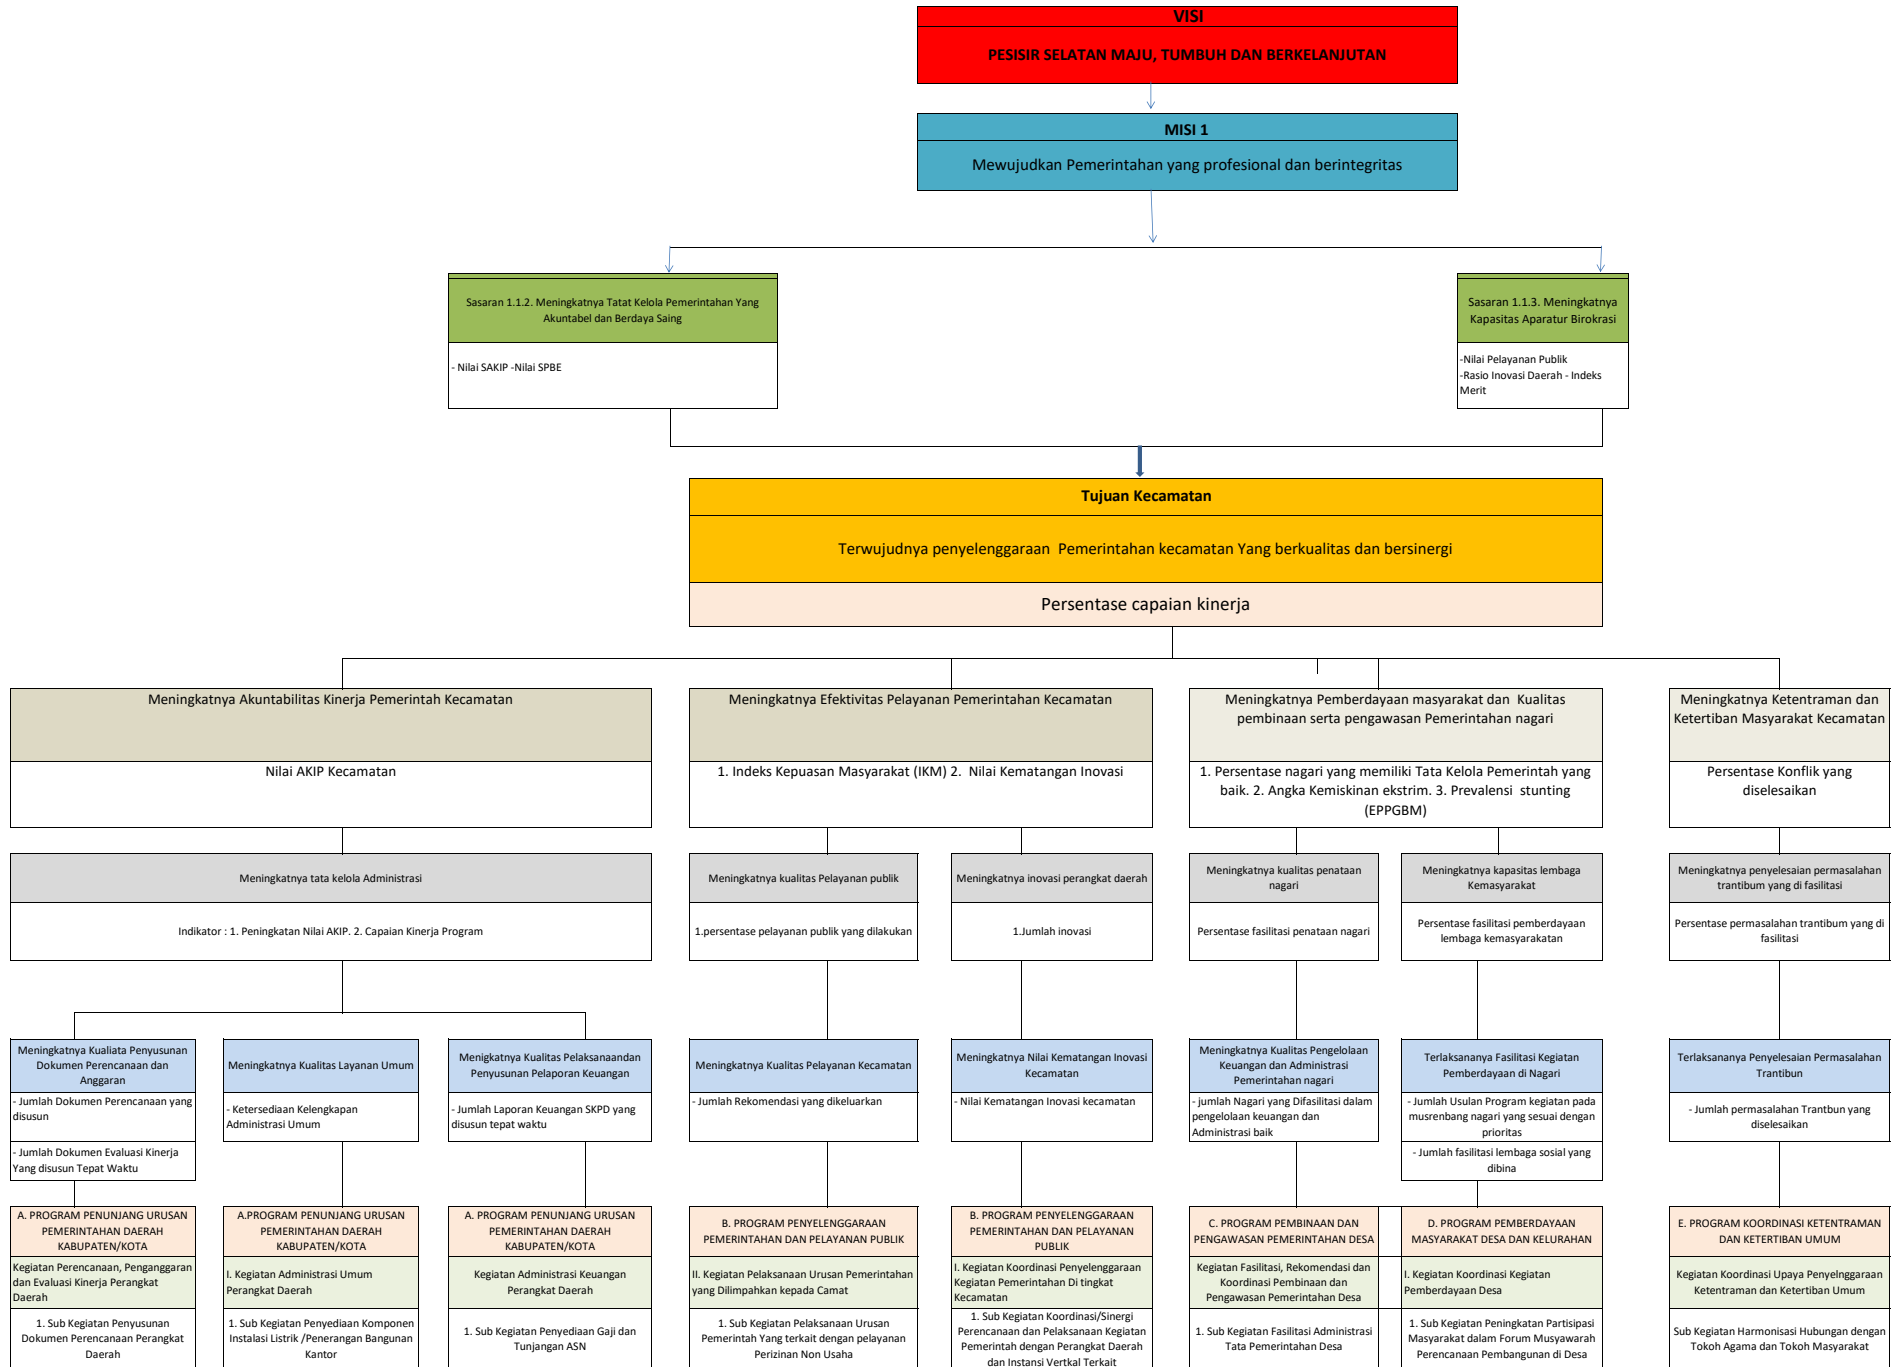 VISI
PESISIR SELATAN MAJU, TUMBUH DAN BERKELANJUTAN
MISI 1
Mewujudkan Pemerintahan yang profesional dan berintegritas
Sasaran 1.1.2. Meningkatnya Tatat Kelola Pemerintahan Yang
Akuntabel dan Berdaya Saing
- Nilai SAKIP -Nilai SPBE
Sasaran 1.1.3. Meningkatnya
Kapasitas Aparatur Birokrasi
-Nilai Pelayanan Publik
-Rasio Inovasi Daerah - Indeks
Merit
Tujuan Kecamatan
Terwujudnya penyelenggaraan Pemerintahan kecamatan Yang berkualitas dan bersinergi
Persentase capaian kinerja
Meningkatnya Akuntabilitas Kinerja Pemerintah Kecamatan
Nilai AKIP Kecamatan
Meningkatnya Efektivitas Pelayanan Pemerintahan Kecamatan
1. Indeks Kepuasan Masyarakat (IKM) 2. Nilai Kematangan Inovasi
Meningkatnya Pemberdayaan masyarakat dan Kualitas
pembinaan serta pengawasan Pemerintahan nagari
1. Persentase nagari yang memiliki Tata Kelola Pemerintah yang
baik. 2. Angka Kemiskinan ekstrim. 3. Prevalensi stunting
(EPPGBM)
Meningkatnya Ketentraman dan
Ketertiban Masyarakat Kecamatan
Persentase Konflik yang
diselesaikan
Meningkatnya tata kelola Administrasi
Indikator : 1. Peningkatan Nilai AKIP. 2. Capaian Kinerja Program
Meningkatnya kualitas Pelayanan publik
1.persentase pelayanan publik yang dilakukan
Meningkatnya inovasi perangkat daerah
1.Jumlah inovasi
Meningkatnya kualitas penataan
nagari
Persentase fasilitasi penataan nagari
Meningkatnya kapasitas lembaga
Kemasyarakat
Persentase fasilitasi pemberdayaan
lembaga kemasyarakatan
Meningkatnya penyelesaian permasalahan
trantibum yang di fasilitasi
Persentase permasalahan trantibum yang di
fasilitasi
Meningkatnya Kualiata Penyusunan
Dokumen Perencanaan dan
Anggaran
- Jumlah Dokumen Perencanaan yang
disusun
- Jumlah Dokumen Evaluasi Kinerja
Yang disusun Tepat Waktu
Meningkatnya Kualitas Layanan Umum
- Ketersediaan Kelengkapan
Administrasi Umum
Menigkatnya Kualitas Pelaksanaandan
Penyusunan Pelaporan Keuangan
- Jumlah Laporan Keuangan SKPD yang
disusun tepat waktu
Meningkatnya Kualitas Pelayanan Kecamatan
- Jumlah Rekomendasi yang dikeluarkan
Meningkatnya Nilai Kematangan Inovasi
Kecamatan
- Nilai Kematangan Inovasi kecamatan
Meningkatnya Kualitas Pengelolaan
Keuangan dan Administrasi
Pemerintahan nagari
- jumlah Nagari yang Difasilitasi dalam
pengelolaan keuangan dan
Administrasi baik
Terlaksananya Fasilitasi Kegiatan
Pemberdayaan di Nagari
- Jumlah Usulan Program kegiatan pada
musrenbang nagari yang sesuai dengan
prioritas
- Jumlah fasilitasi lembaga sosial yang
dibina
Terlaksananya Penyelesaian Permasalahan
Trantibun
- Jumlah permasalahan Trantbun yang
diselesaikan
A. PROGRAM PENUNJANG URUSAN
PEMERINTAHAN DAERAH
KABUPATEN/KOTA
Kegiatan Perencanaan, Penganggaran
dan Evaluasi Kinerja Perangkat
Daerah
1. Sub Kegiatan Penyusunan
Dokumen Perencanaan Perangkat
Daerah
A.PROGRAM PENUNJANG URUSAN
PEMERINTAHAN DAERAH
KABUPATEN/KOTA
I. Kegiatan Administrasi Umum
Perangkat Daerah
1. Sub Kegiatan Penyediaan Komponen
Instalasi Listrik /Penerangan Bangunan
Kantor
A. PROGRAM PENUNJANG URUSAN
PEMERINTAHAN DAERAH
KABUPATEN/KOTA
Kegiatan Administrasi Keuangan
Perangkat Daerah
1. Sub Kegiatan Penyediaan Gaji dan
Tunjangan ASN
B. PROGRAM PENYELENGGARAAN
PEMERINTAHAN DAN PELAYANAN PUBLIK
II. Kegiatan Pelaksanaan Urusan Pemerintahan
yang Dilimpahkan kepada Camat
1. Sub Kegiatan Pelaksanaan Urusan
Pemerintah Yang terkait dengan pelayanan
Perizinan Non Usaha
B. PROGRAM PENYELENGGARAAN
PEMERINTAHAN DAN PELAYANAN
PUBLIK
I. Kegiatan Koordinasi Penyelenggaraan
Kegiatan Pemerintahan Di tingkat
Kecamatan
1. Sub Kegiatan Koordinasi/Sinergi
Perencanaan dan Pelaksanaan Kegiatan
Pemerintah dengan Perangkat Daerah
dan Instansi Vertkal Terkait
C. PROGRAM PEMBINAAN DAN
PENGAWASAN PEMERINTAHAN DESA
Kegiatan Fasilitasi, Rekomendasi dan
Koordinasi Pembinaan dan
Pengawasan Pemerintahan Desa
1. Sub Kegiatan Fasilitasi Administrasi
Tata Pemerintahan Desa
D. PROGRAM PEMBERDAYAAN
MASYARAKAT DESA DAN KELURAHAN
I. Kegiatan Koordinasi Kegiatan
Pemberdayaan Desa
1. Sub Kegiatan Peningkatan Partisipasi
Masyarakat dalam Forum Musyawarah
Perencanaan Pembangunan di Desa
E. PROGRAM KOORDINASI KETENTRAMAN
DAN KETERTIBAN UMUM
Kegiatan Koordinasi Upaya Penyelnggaraan
Ketentraman dan Ketertiban Umum
Sub Kegiatan Harmonisasi Hubungan dengan
Tokoh Agama dan Tokoh Masyarakat